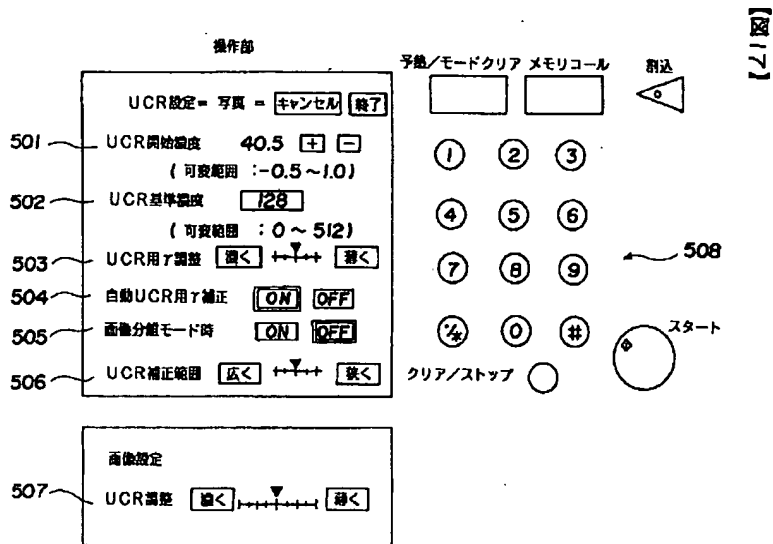 【図17】
操作部
UCR設定= 写真 = キャンセル 終了
501 UCR開始濃度 40.5 + −
(可変範囲 :-0.5~1.0)
502 UCR基準濃度 128
(可変範囲 : 0~512)
503 UCR用γ調整 濃く 薄く
504 自動UCR用γ補正 ON OFF
505 画像分離モード時 ON OFF
506 UCR補正範囲 広く 狭く
画像設定
507 UCR調整 濃く 薄く
予熱/モードクリア メモリコール 割込
1 2 3
4 5 6
7 8 9
508
⁒/* 0 #
スタート
クリア/ストップ